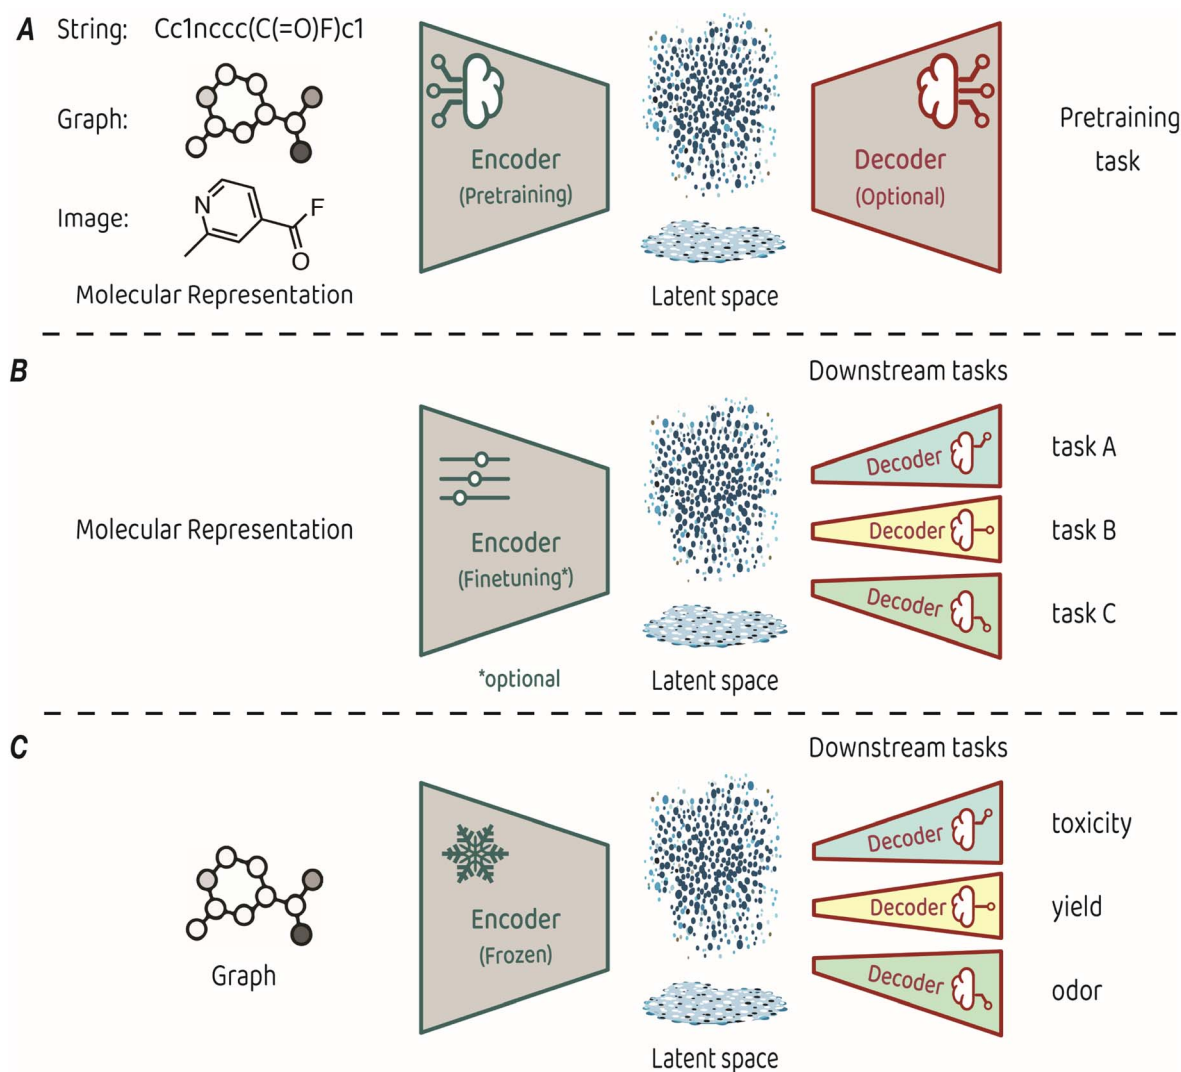 A
String: Cc1nccc(C(=O)F)c1
Graph:
Image:
N
F
O
Molecular Representation
Encoder
(Pretraining)
Latent space
Decoder
(Optional)
Pretraining
task
B
Molecular Representation
Encoder
(Finetuning*)
*optional
Latent space
Downstream tasks
Decoder
task A
Decoder
task B
Decoder
task C
C
Graph
Encoder
(Frozen)
Latent space
Downstream tasks
Decoder
toxicity
Decoder
yield
Decoder
odor